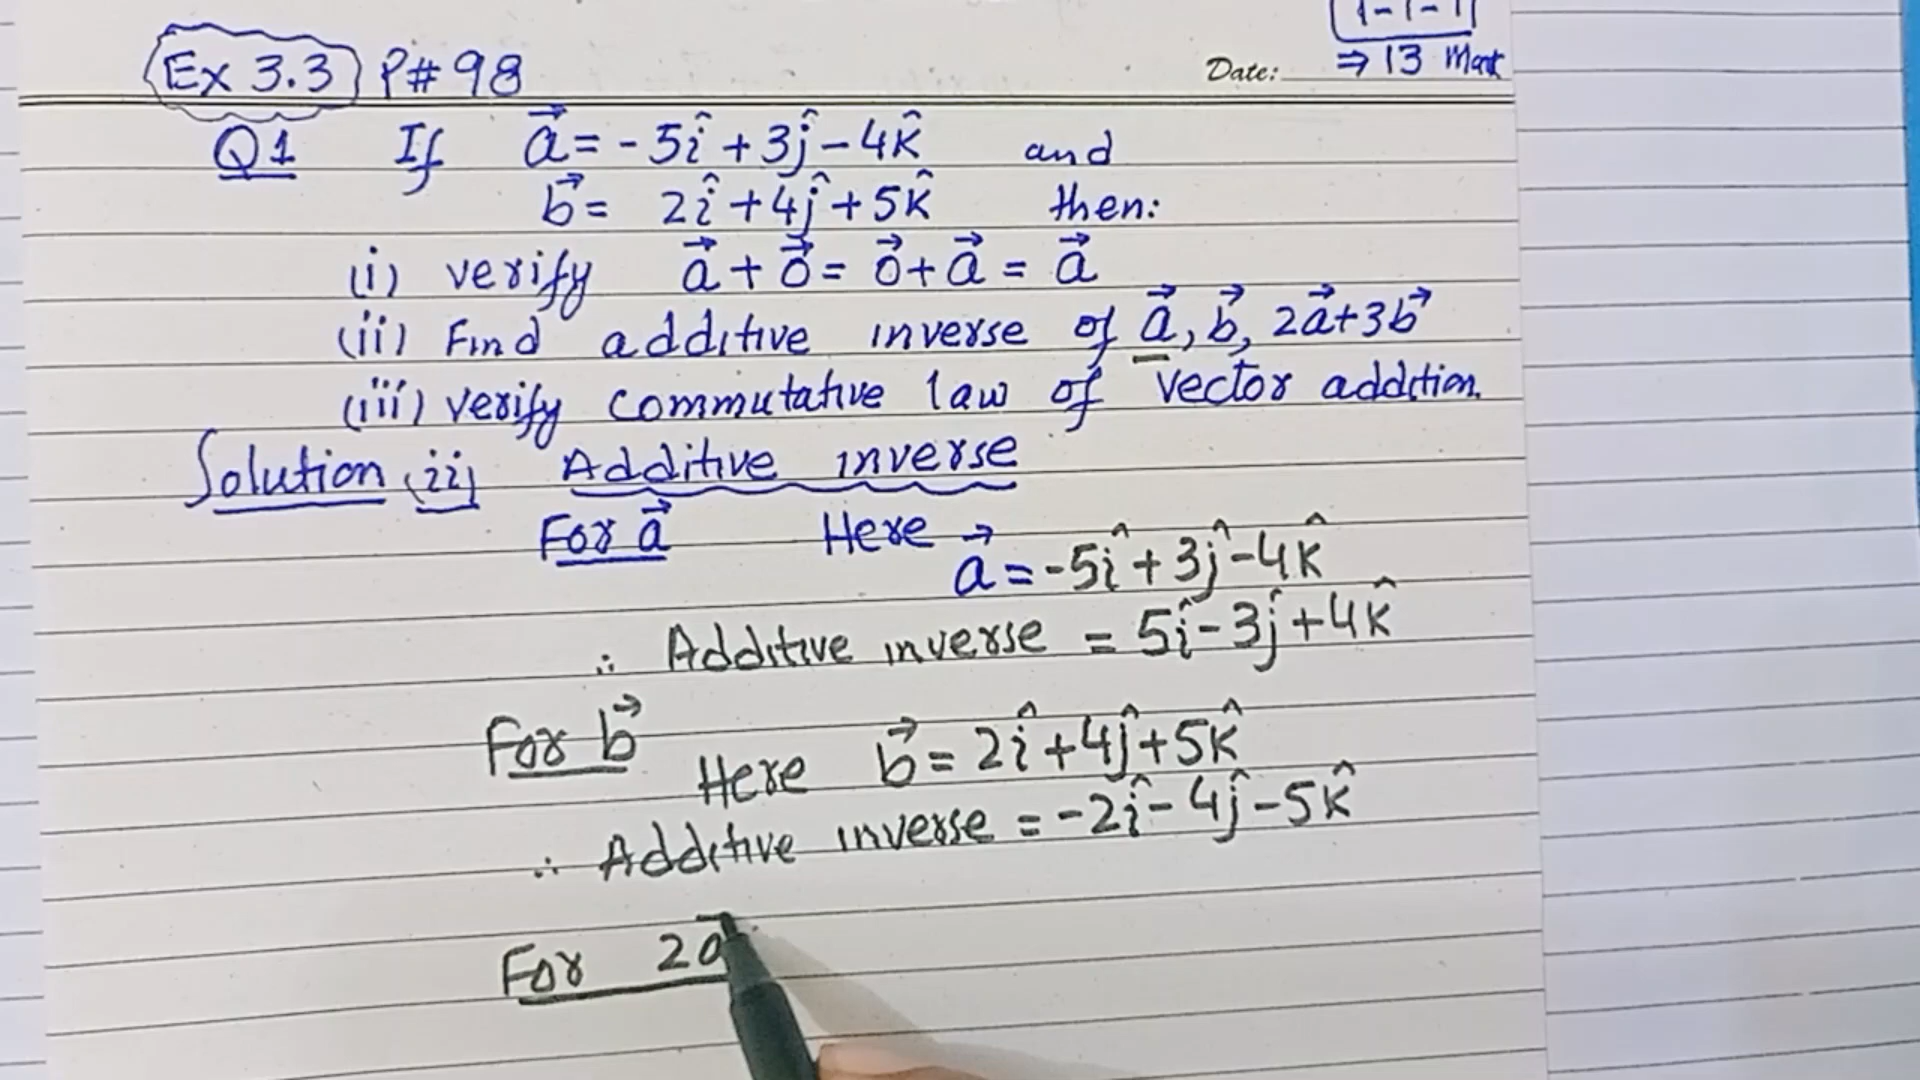 1-1-1
Ex 3.3 P# 98
Date: ⇒ 13 Mark
Q1 If a⃗ = -5î + 3ĵ - 4k̂ and
b⃗ = 2î + 4ĵ + 5k̂ then:
(i) verify a⃗ + 0⃗ = 0⃗ + a⃗ = a⃗
(ii) Find additive inverse of a⃗, b⃗, 2a⃗+3b⃗
(iii) verify commutative law of vector addition.
Solution (ii) Additive inverse
For a⃗ Here a⃗ = -5î + 3ĵ - 4k̂
∴ Additive inverse = 5î - 3ĵ + 4k̂
For b⃗
Here b⃗ = 2î + 4ĵ + 5k̂
∴ Additive inverse = -2î - 4ĵ - 5k̂
For 2a